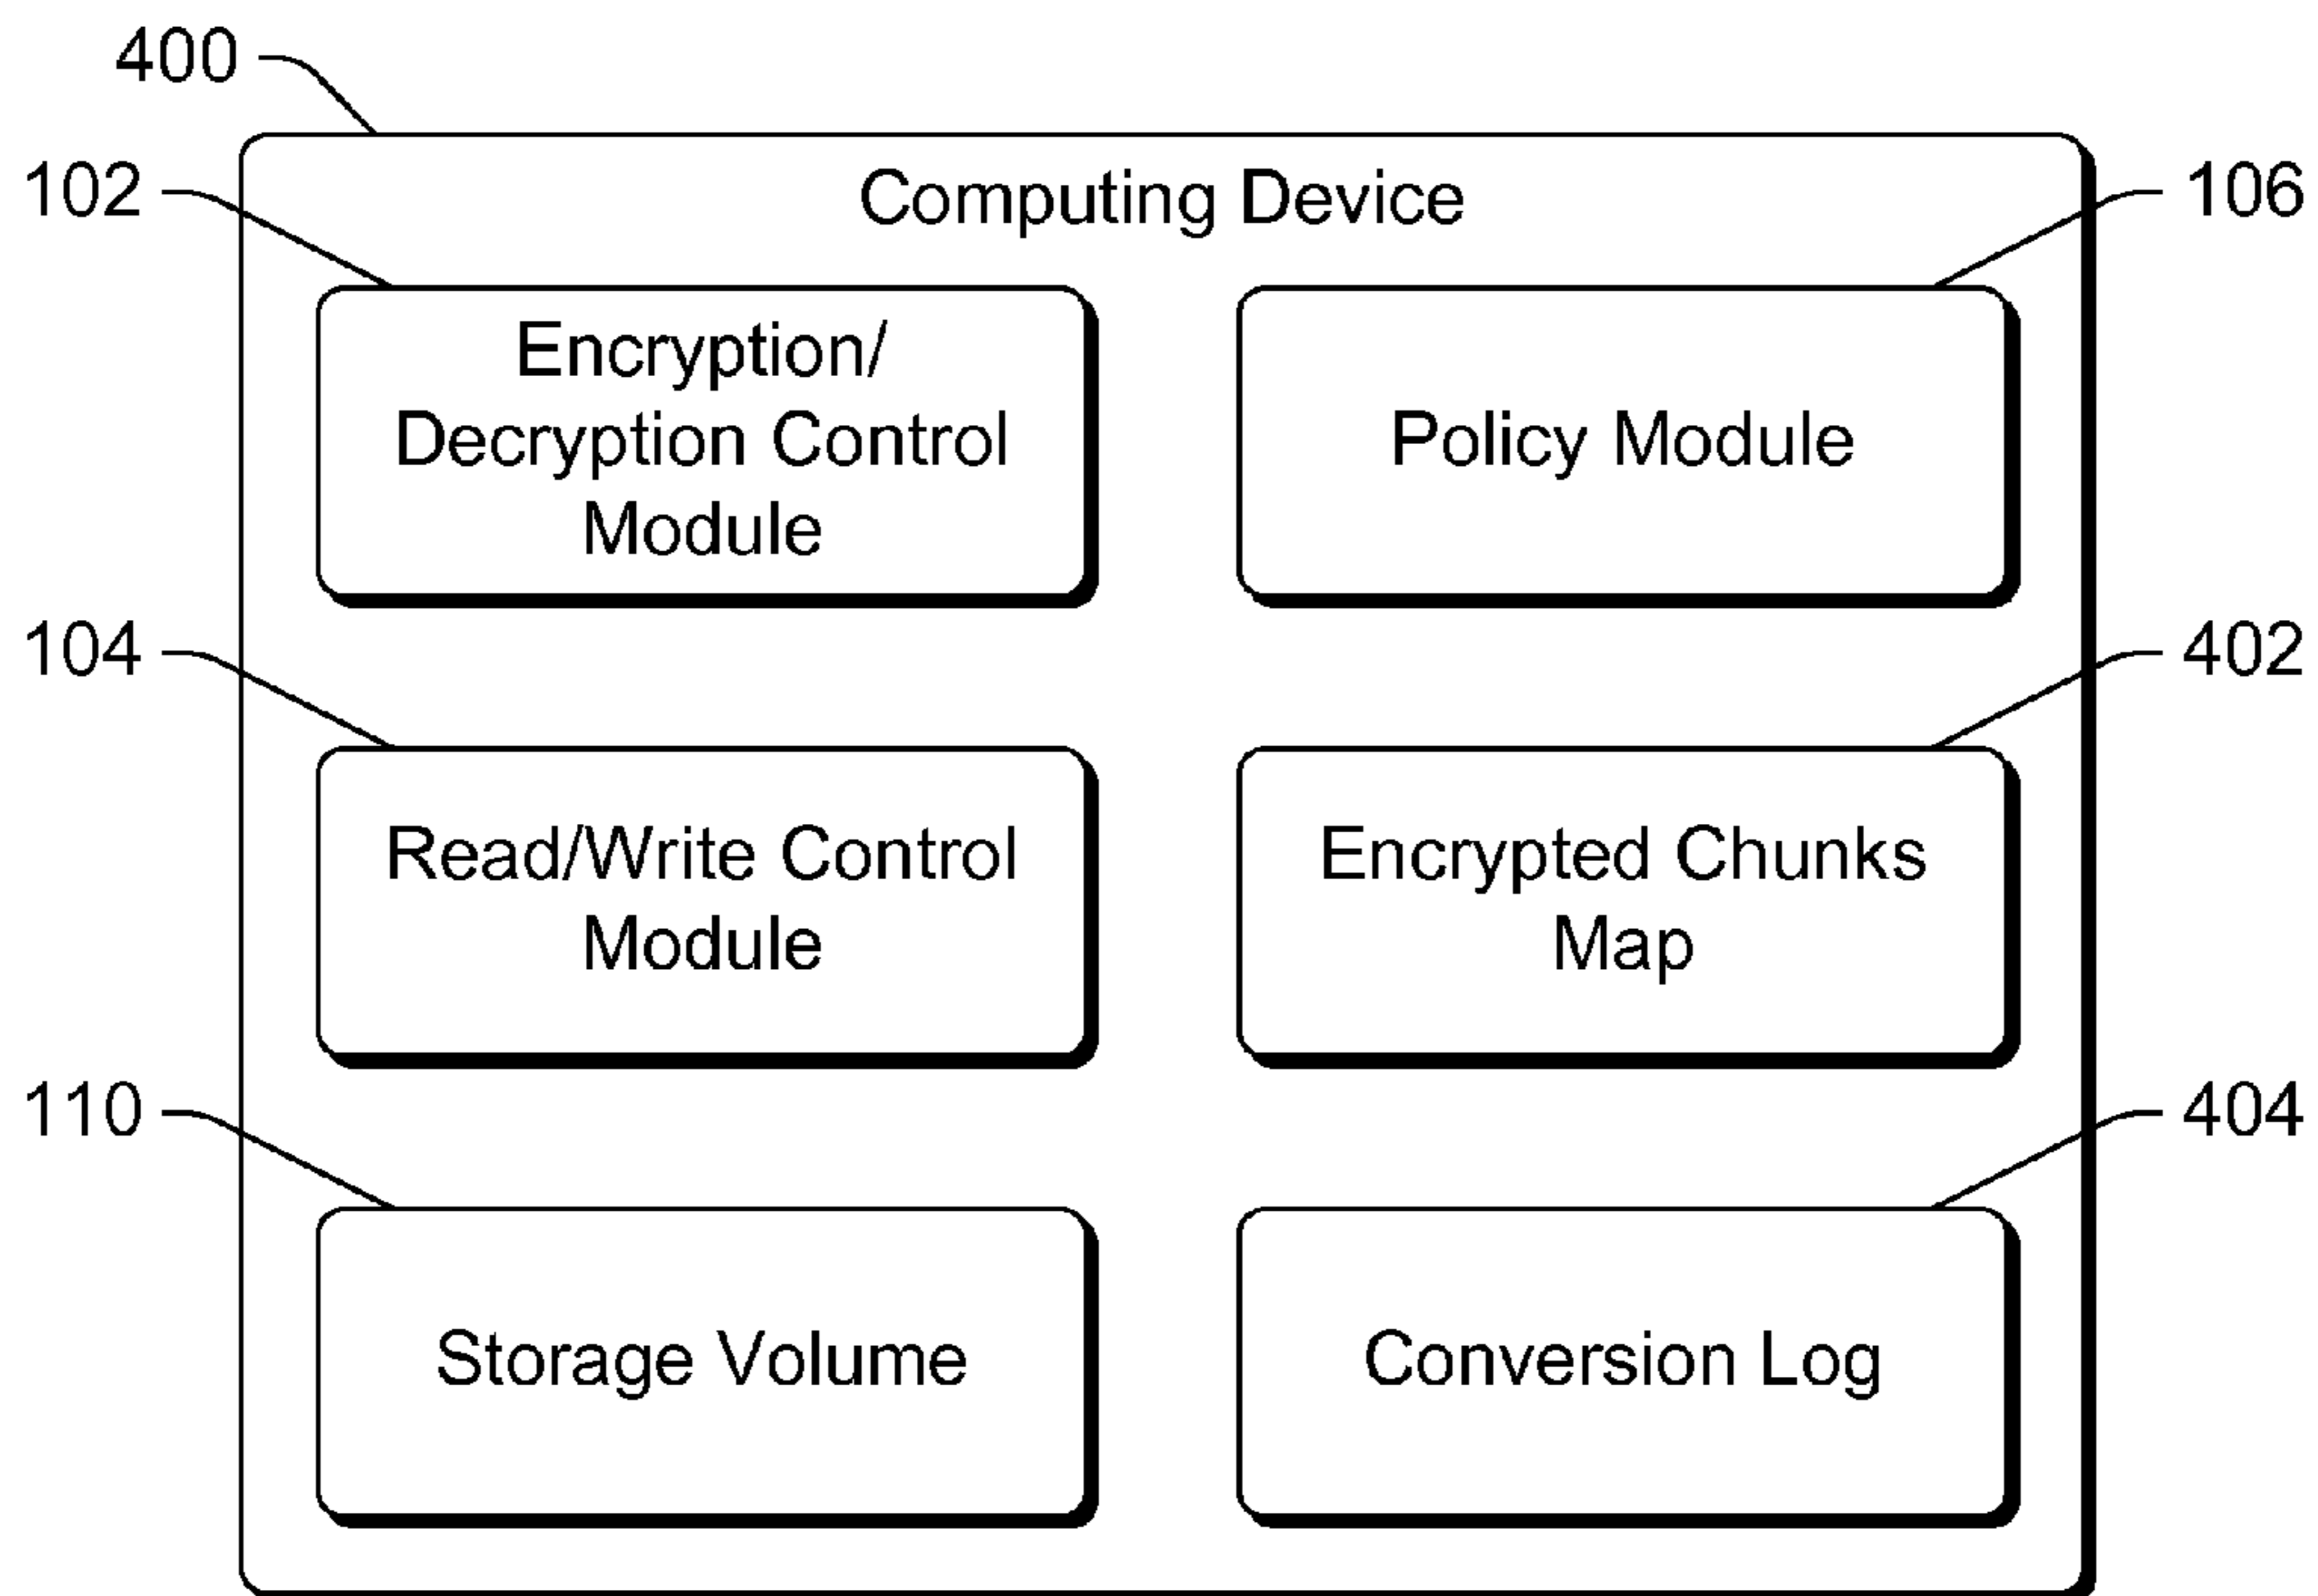 400
Computing Device
102
106
Encryption/
Decryption Control
Module
Policy Module
104
402
Read/Write Control
Module
Encrypted Chunks
Map
110
404
Storage Volume
Conversion Log